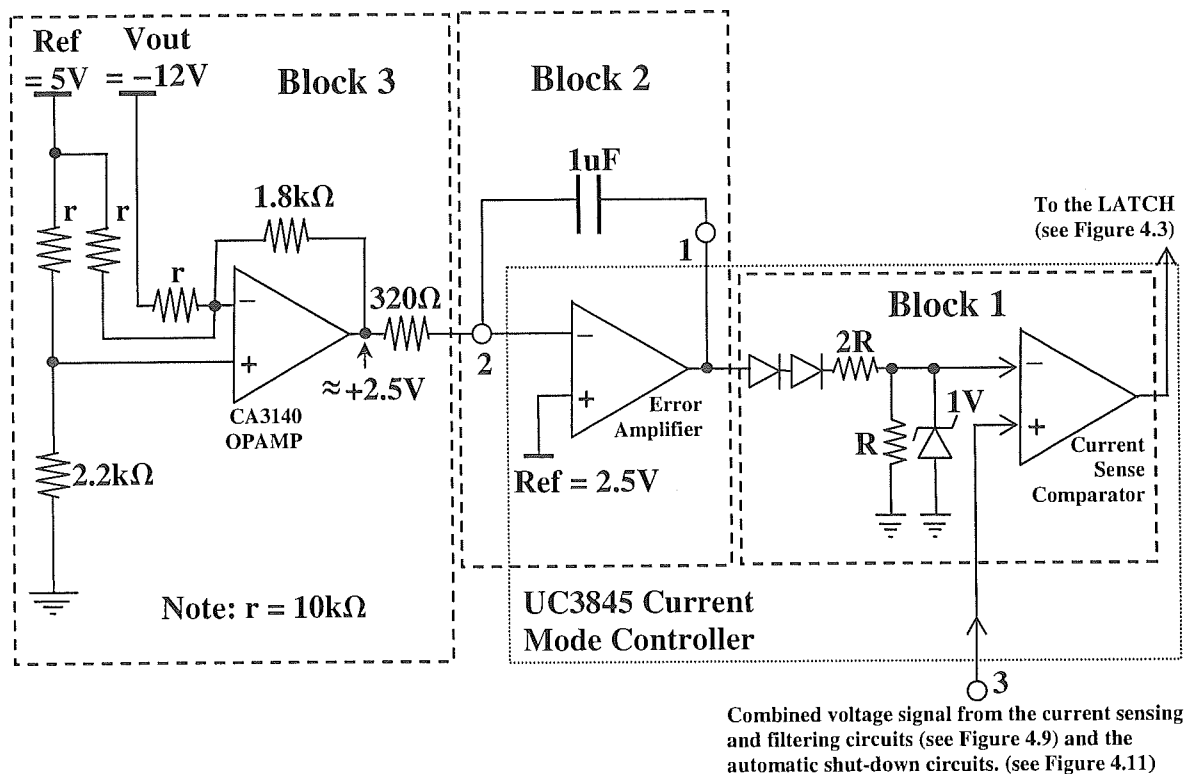 Ref
= 5V
Vout
= −12V
Block 3
Block 2
1uF
1.8kΩ
r
r
r
−
+
320Ω
≈+2.5V
CA3140
OPAMP
2.2kΩ
Note: r = 10kΩ
2
1
−
+
Error
Amplifier
Ref = 2.5V
To the LATCH
(see Figure 4.3)
Block 1
2R
R
1V
−
+
Current
Sense
Comparator
UC3845 Current
Mode Controller
3
Combined voltage signal from the current sensing
and filtering circuits (see Figure 4.9) and the
automatic shut-down circuits. (see Figure 4.11)